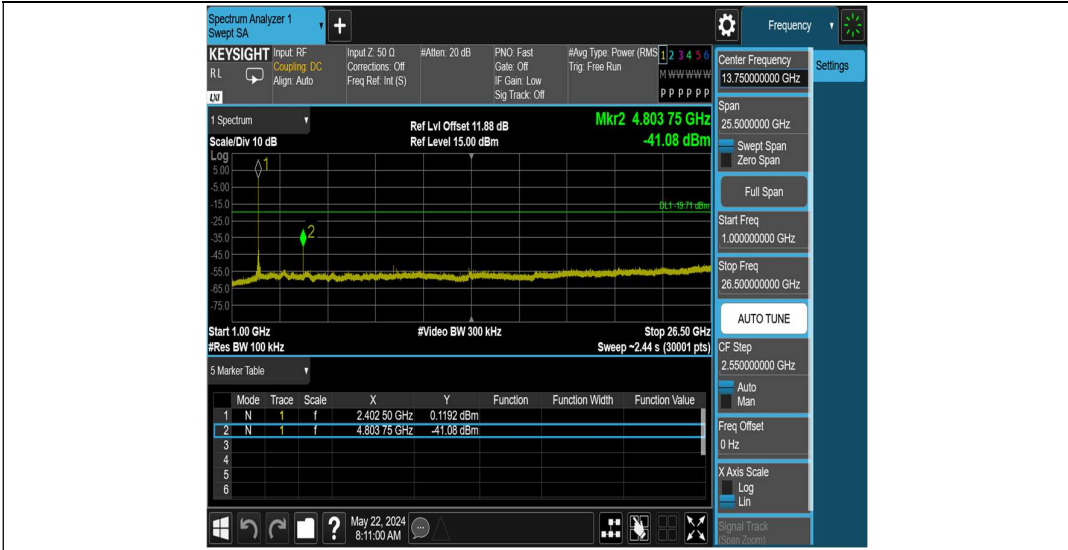 Spectrum Analyzer 1
Swept SA
Frequency
KEYSIGHT
RL
LXI
Input: RF
Coupling: DC
Align: Auto
Input Z: 50 Ω
Corrections: Off
Freq Ref: Int (S)
#Atten: 20 dB
PNO: Fast
Gate: Off
IF Gain: Low
Sig Track: Off
#Avg Type: Power (RMS
Trig: Free Run
1 2 3 4 5 6
M W W W W W
P P P P P P
Center Frequency
13.750000000 GHz
Settings
Span
25.5000000 GHz
Swept Span
Zero Span
Full Span
Start Freq
1.000000000 GHz
Stop Freq
26.500000000 GHz
AUTO TUNE
CF Step
2.550000000 GHz
Auto
Man
Freq Offset
0 Hz
X Axis Scale
Log
Lin
Signal Track
(Span Zoom)
1 Spectrum
Scale/Div 10 dB
Ref Lvl Offset 11.88 dB
Ref Level 15.00 dBm
Mkr2 4.803 75 GHz
-41.08 dBm
Log
5.00
-5.00
-15.0
-25.0
-35.0
-45.0
-55.0
-65.0
-75.0
1
2
DL1 -19.71 dBm
Start 1.00 GHz
#Res BW 100 kHz
#Video BW 300 kHz
Stop 26.50 GHz
Sweep ~2.44 s (30001 pts)
5 Marker Table
Mode Trace Scale X Y Function Function Width Function Value
1 N 1 f 2.402 50 GHz 0.1192 dBm
2 N 1 f 4.803 75 GHz -41.08 dBm
3
4
5
6
?
May 22, 2024
8:11:00 AM